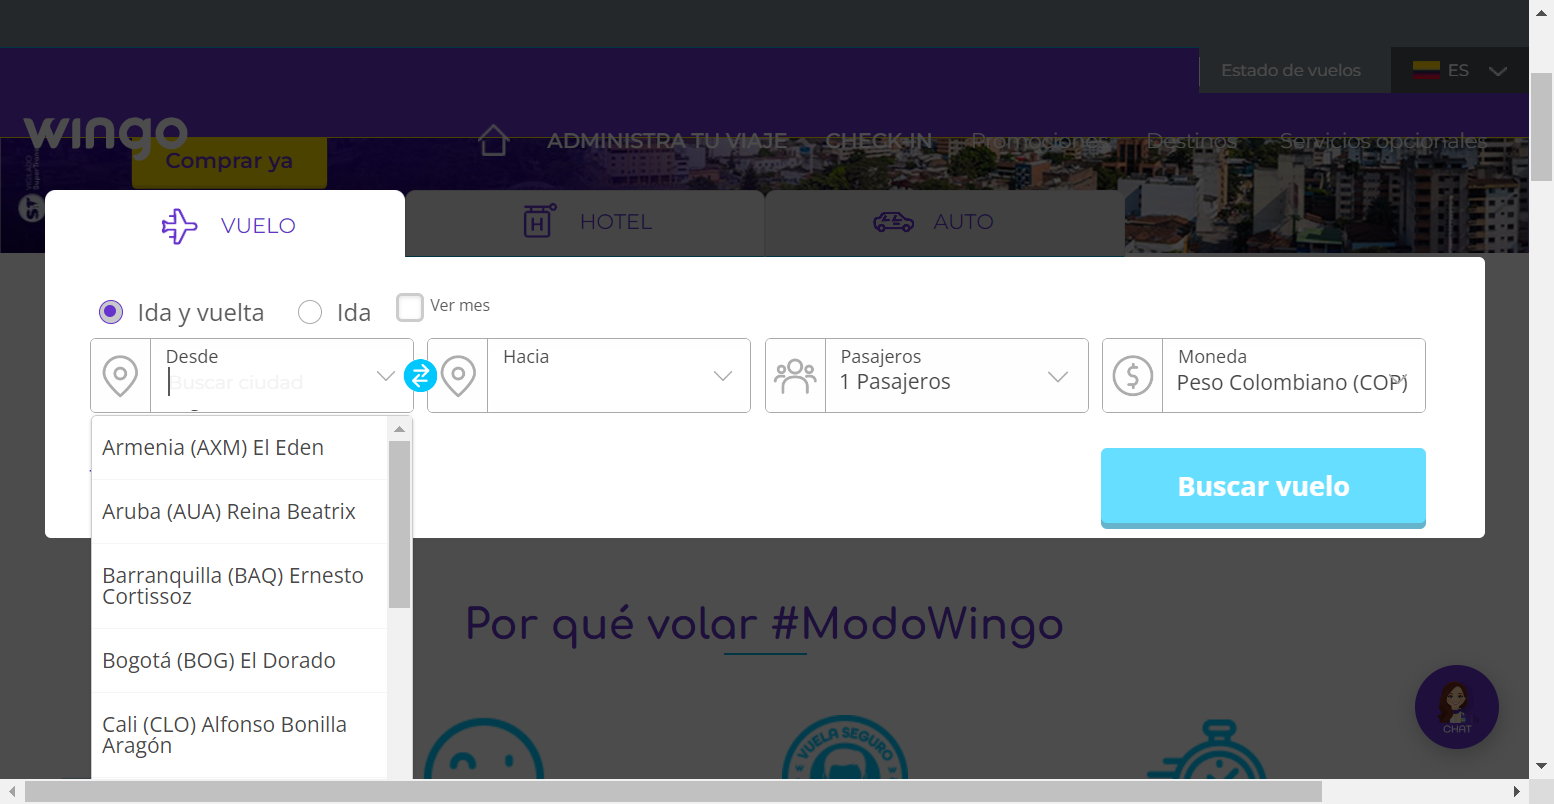 Estado de vuelos
ES
wingo
ADMINISTRA TU VIAJE
CHECK-IN
Promociones
Destinos
Servicios opcionales
Comprar ya
VUELO
HOTEL
AUTO
Ida y vuelta
Ida
Ver mes
Desde
Buscar ciudad
Hacia
Pasajeros
1 Pasajeros
Moneda
Peso Colombiano (COP)
Armenia (AXM) El Eden
Aruba (AUA) Reina Beatrix
Barranquilla (BAQ) Ernesto
Cortissoz
Bogotá (BOG) El Dorado
Cali (CLO) Alfonso Bonilla
Aragón
Buscar vuelo
Por qué volar #ModoWingo
VUELA SEGURO
CHAT